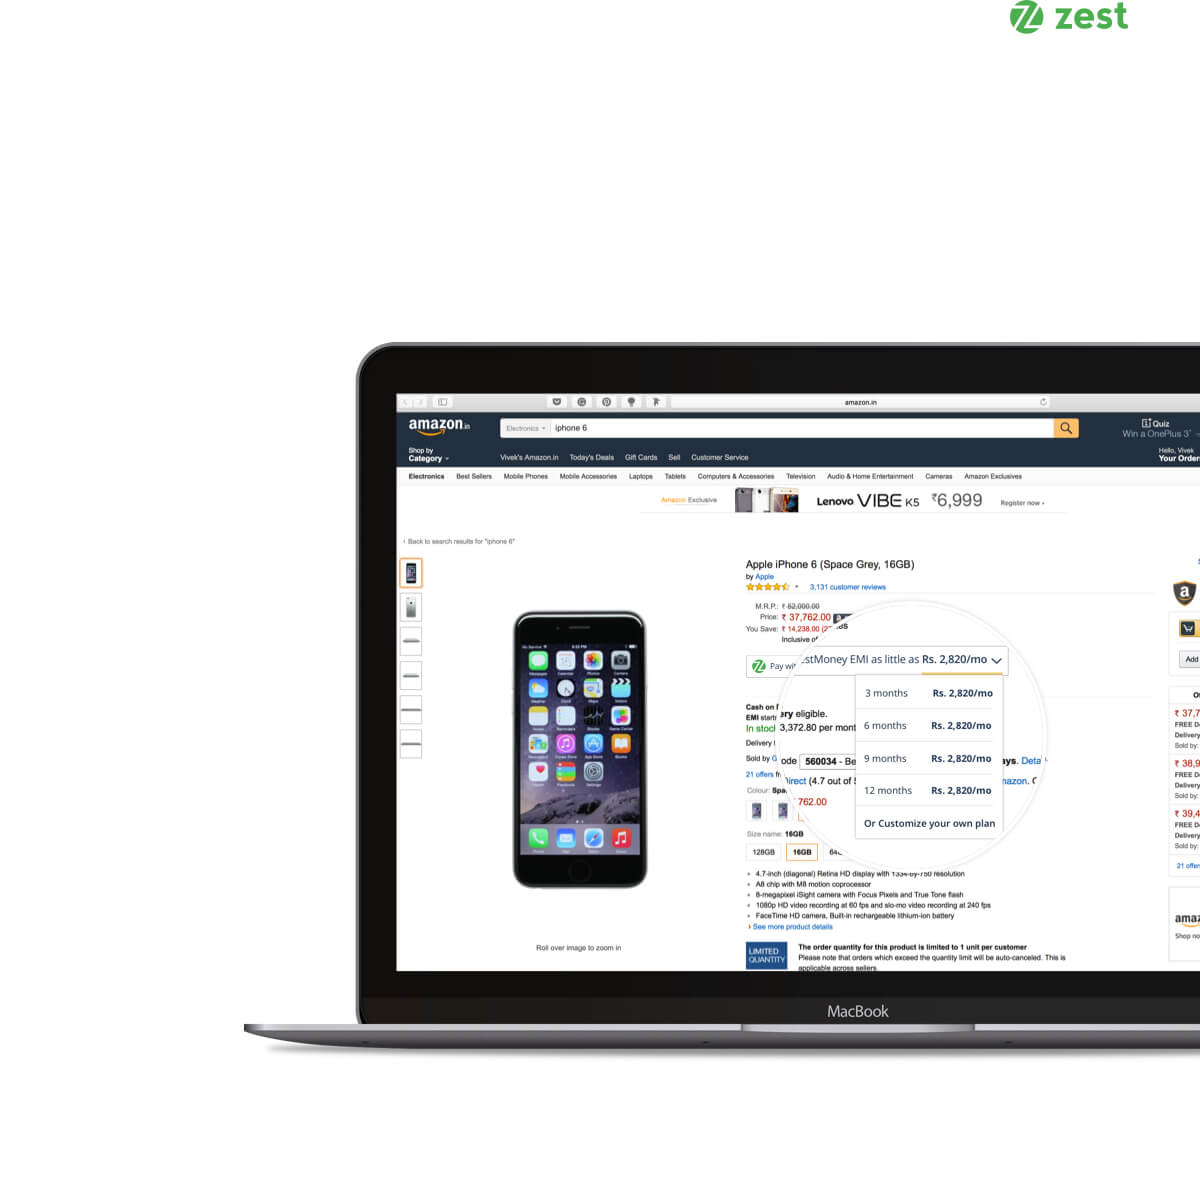 zest
amazon.in
amazon.in
Electronics
iphone 6
Quiz
Win a OnePlus 3
Shop by
Category
Vivek's Amazon.in Today's Deals Gift Cards Sell Customer Service
Hello, Vivek
Your Order
Electronics Best Sellers Mobile Phones Mobile Accessories Laptops Tablets Computers & Accessories Television Audio & Home Entertainment Cameras Amazon Exclusives
Amazon Exclusive Lenovo VIBE K5 ₹6,999 Register now
‹ Back to search results for "iphone 6"
Apple iPhone 6 (Space Grey, 16GB)
by Apple
3,131 customer reviews
M.R.P.: ₹ 52,000.00
Price: ₹ 37,762.00
You Save: ₹ 14,238.00
Inclusive of
Pay
Money EMI as little as Rs. 2,820/mo
3 months Rs. 2,820/mo
6 months Rs. 2,820/mo
9 months Rs. 2,820/mo
12 months Rs. 2,820/mo
Or Customize your own plan
Cash on
ery eligible.
EMI
3,372.80 per mont
In stock
Delivery
ode 560034 - Be
ays. Deta
Sold by
21 offers
irect (4.7 out of
mazon.
762.00
Colour: Spa
Size name: 16GB
128GB 16GB 64
4.7-inch (diagonal) Retina HD display with 1334-by-750 resolution
A8 chip with M8 motion coprocessor
8-megapixel iSight camera with Focus Pixels and True Tone flash
1080p HD video recording at 60 fps and slo-mo video recording at 240 fps
FaceTime HD camera, Built-in rechargeable lithium-ion battery
› See more product details
LIMITED
QUANTITY
The order quantity for this product is limited to 1 unit per customer
Please note that orders which exceed the quantity limit will be auto-canceled. This is
applicable across sellers.
Roll over image to zoom in
Add
₹ 37,7
FREE D
Delivery
Sold by:
₹ 38,9
FREE D
Delivery
Sold by:
₹ 39,4
FREE D
Delivery
Sold by:
21 offer
amaz
Shop no
MacBook